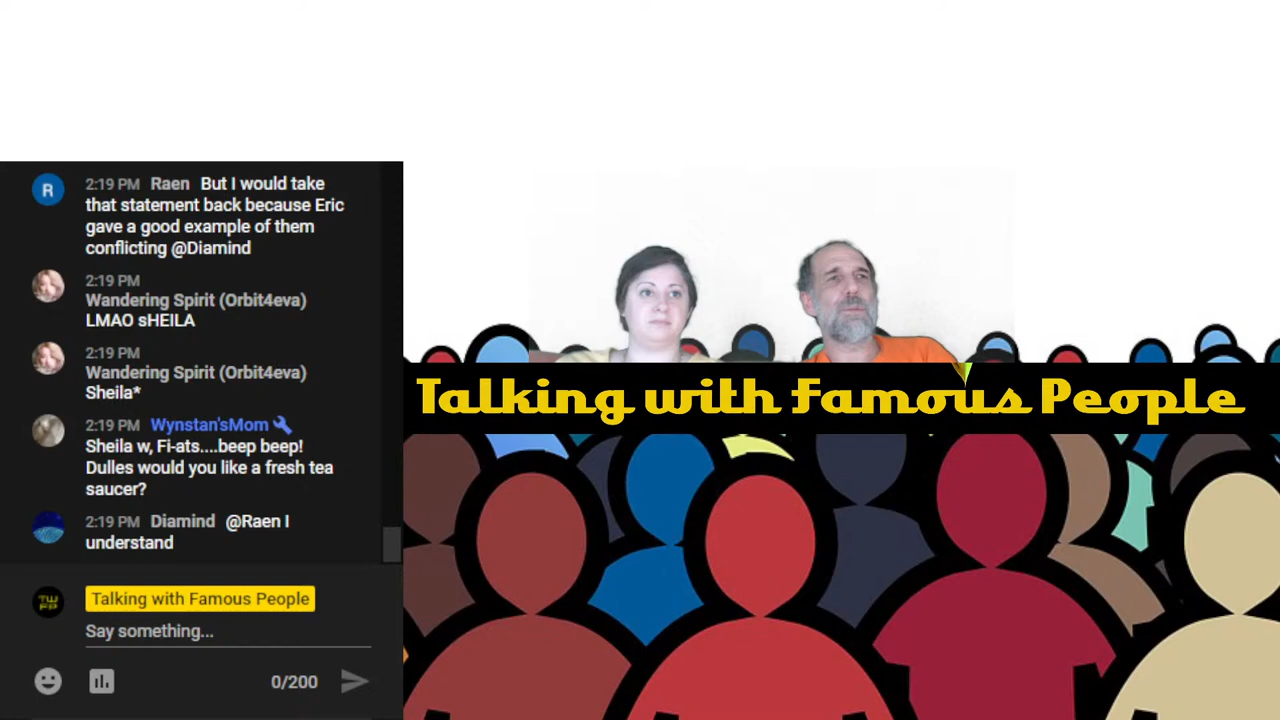 R
2:19 PM Raen But I would take
that statement back because Eric
gave a good example of them
conflicting @Diamind
2:19 PM
Wandering Spirit (Orbit4eva)
LMAO sHEILA
2:19 PM
Wandering Spirit (Orbit4eva)
Sheila*
2:19 PM Wynstan'sMom
Sheila w, Fi-ats....beep beep!
Dulles would you like a fresh tea
saucer?
2:19 PM Diamind @Raen I
understand
TW
FP
Talking with Famous People
Say something...
0/200
Talking with Famous People